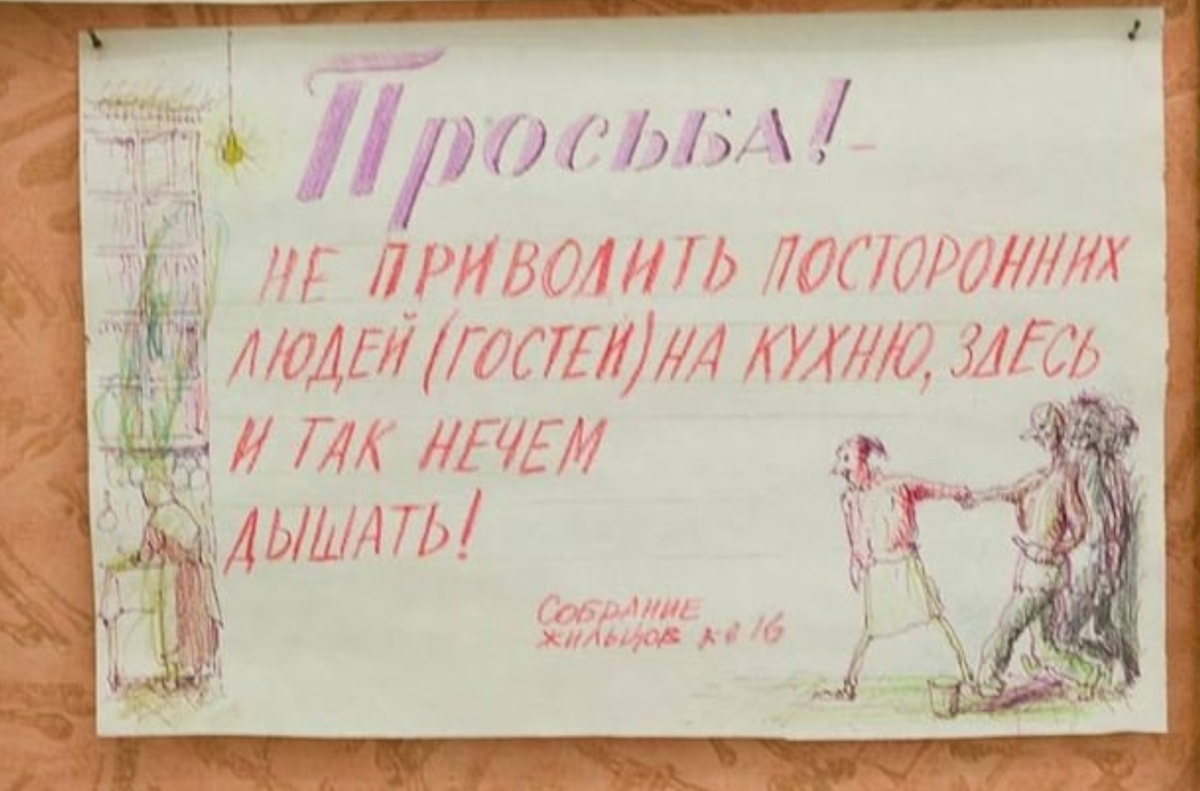 Просьба! -
НЕ ПРИВОДИТЬ ПОСТОРОННИХ
ЛЮДЕЙ (ГОСТЕЙ) НА КУХНЮ, ЗДЕСЬ
И ТАК НЕЧЕМ
ДЫШАТЬ!
СОБРАНИЕ
ЖИЛЬЦОВ кв 16